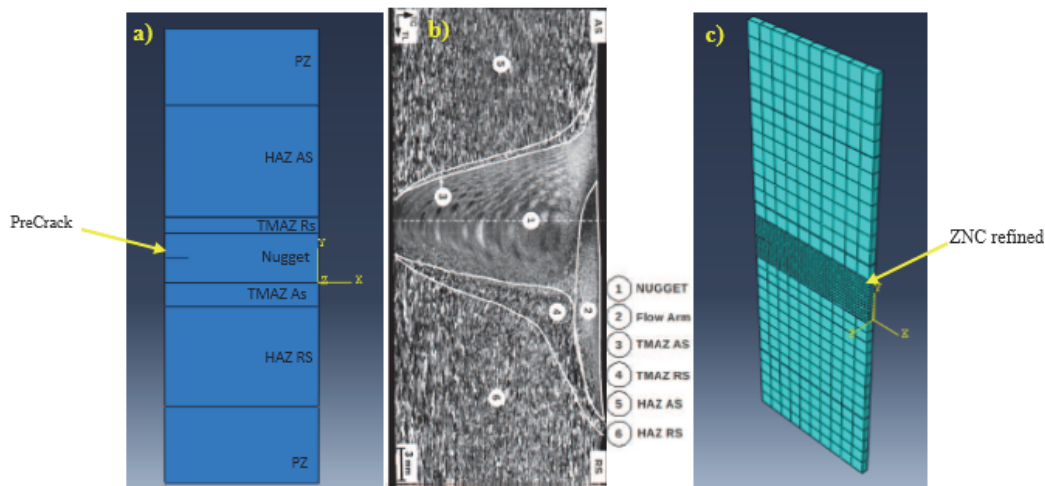 a)
PZ
HAZ AS
TMAZ Rs
Nugget
TMAZ As
HAZ RS
PZ
PreCrack
Y
Z
X
b)
AS
TL
5
3
1
4
2
6
3 mm
RS
1 NUGGET
2 Flow Arm
3 TMAZ AS
4 TMAZ RS
5 HAZ AS
6 HAZ RS
c)
ZNC refined
Y
Z
X